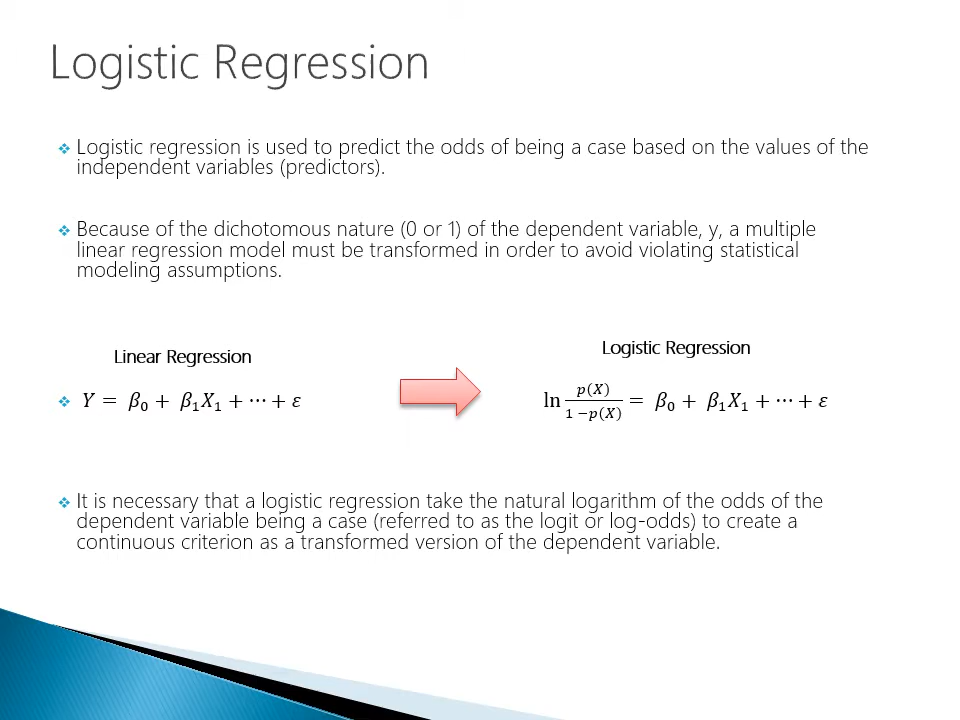 Logistic Regression
❖ Logistic regression is used to predict the odds of being a case based on the values of the
independent variables (predictors).
❖ Because of the dichotomous nature (0 or 1) of the dependent variable, y, a multiple
linear regression model must be transformed in order to avoid violating statistical
modeling assumptions.
Linear Regression
❖ Y = β₀ + β₁X₁ + ⋯ + ε
Logistic Regression
ln p(X)/(1 − p(X)) = β₀ + β₁X₁ + ⋯ + ε
❖ It is necessary that a logistic regression take the natural logarithm of the odds of the
dependent variable being a case (referred to as the logit or log-odds) to create a
continuous criterion as a transformed version of the dependent variable.